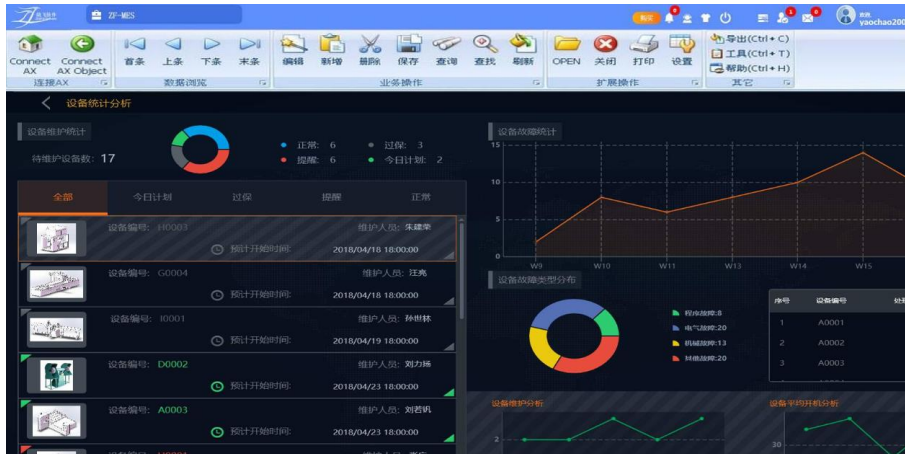 ZF-MES
购买
yaochao200
Connect AX
Connect AX Object
首条
上条
下条
末条
编辑
新增
删除
保存
查询
查找
刷新
OPEN
关闭
打印
设置
导出(Ctrl + C)
工具(Ctrl + T)
帮助(Ctrl + H)
连接AX
数据浏览
业务操作
扩展操作
其它
设备统计分析
设备维护统计
待维护设备数: 17
正常: 6
过保: 3
提醒: 6
今日计划: 2
全部
今日计划
过保
提醒
正常
设备编号: H0003
维护人员: 朱建荣
预计开始时间:
2018/04/18 18:00:00
设备编号: G0004
维护人员: 汪亮
预计开始时间:
2018/04/18 18:00:00
设备编号: I0001
维护人员: 孙世林
预计开始时间:
2018/04/19 18:00:00
设备编号: D0002
维护人员: 刘力扬
预计开始时间:
2018/04/23 18:00:00
设备编号: A0003
维护人员: 刘若钒
预计开始时间:
2018/04/23 18:00:00
设备故障统计
15
10
5
0
W9
W10
W11
W13
W14
W15
设备故障类型分布
程序故障:8
电气故障:20
机械故障:13
其他故障:20
序号
设备编号
1
A0001
2
A0002
3
A0003
设备维护分析
2
设备平均开机分析
30